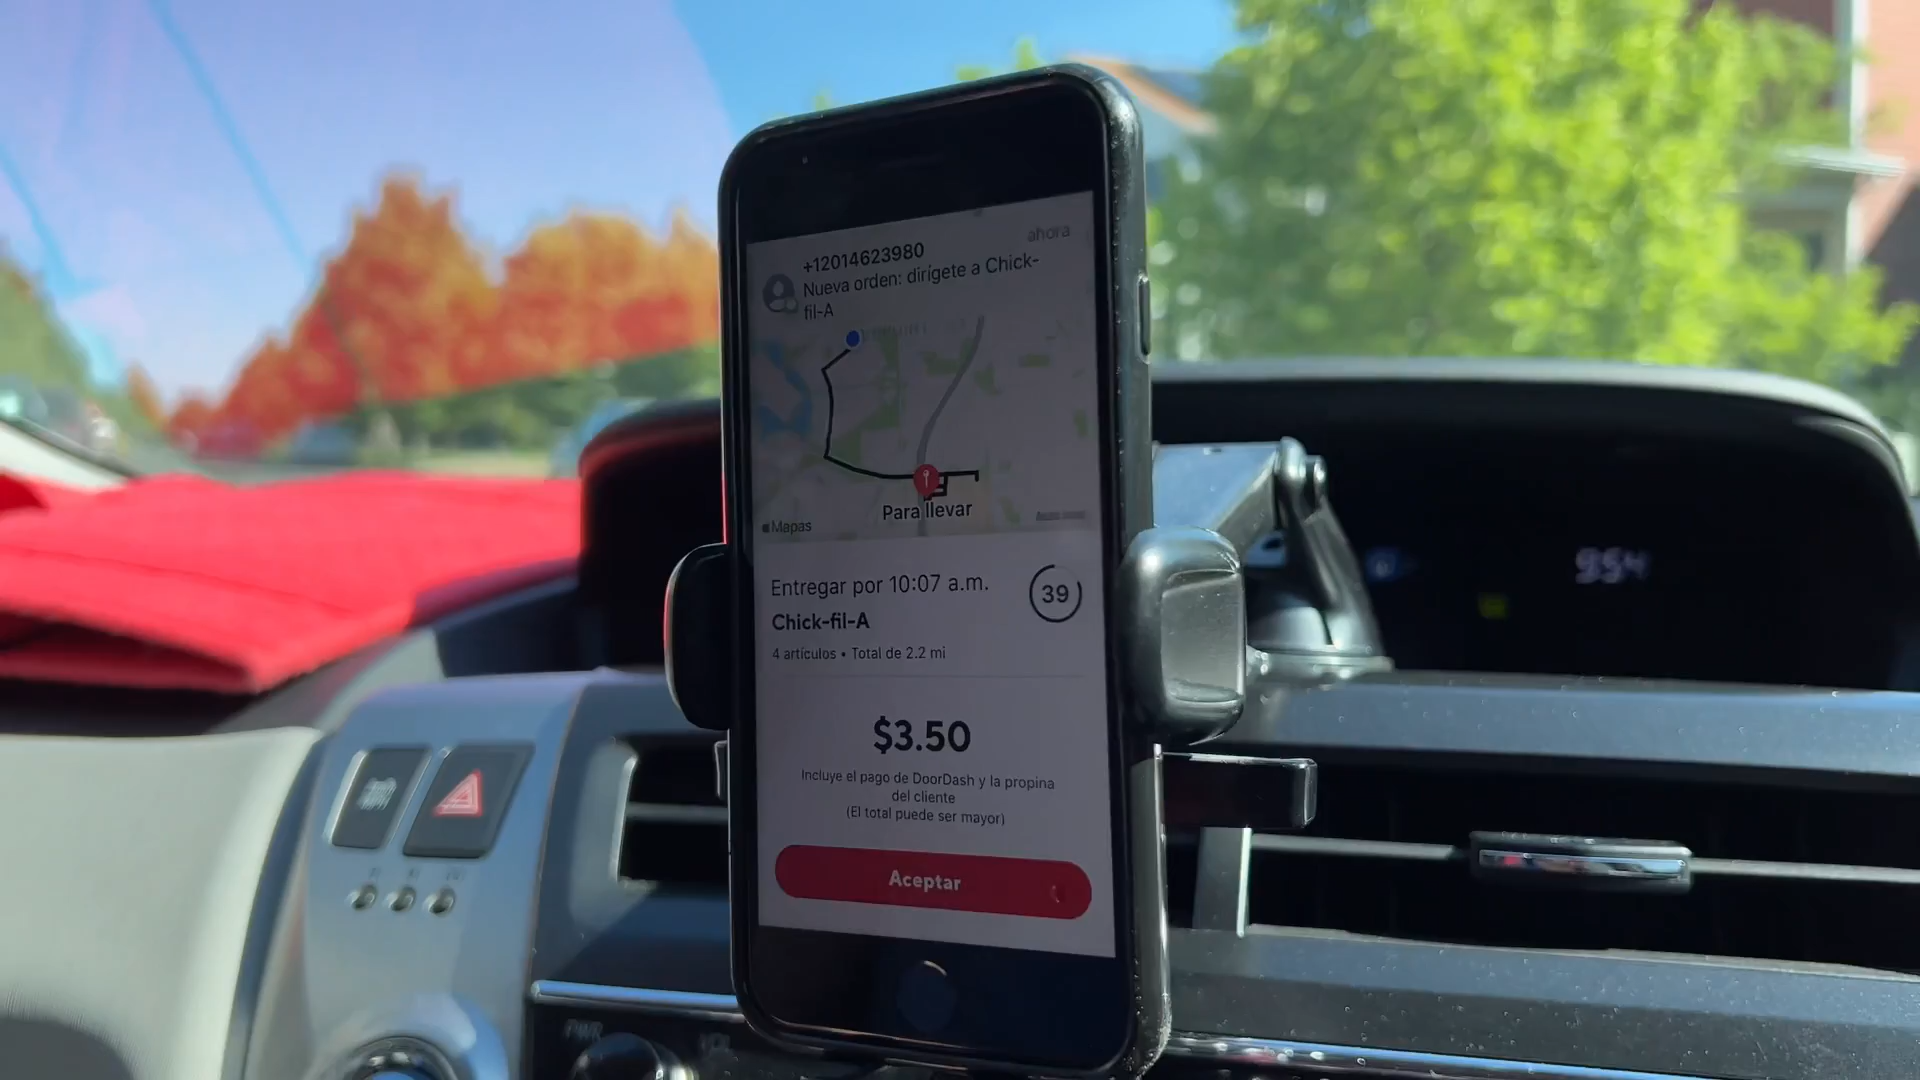 ahora
+12014623980
Nueva orden: dirígete a Chick-
fil-A
Para llevar
Mapas
Entregar por 10:07 a.m.
39
Chick-fil-A
4 artículos • Total de 2.2 mi
$3.50
Incluye el pago de DoorDash y la propina
del cliente
(El total puede ser mayor)
Aceptar
954
PWR